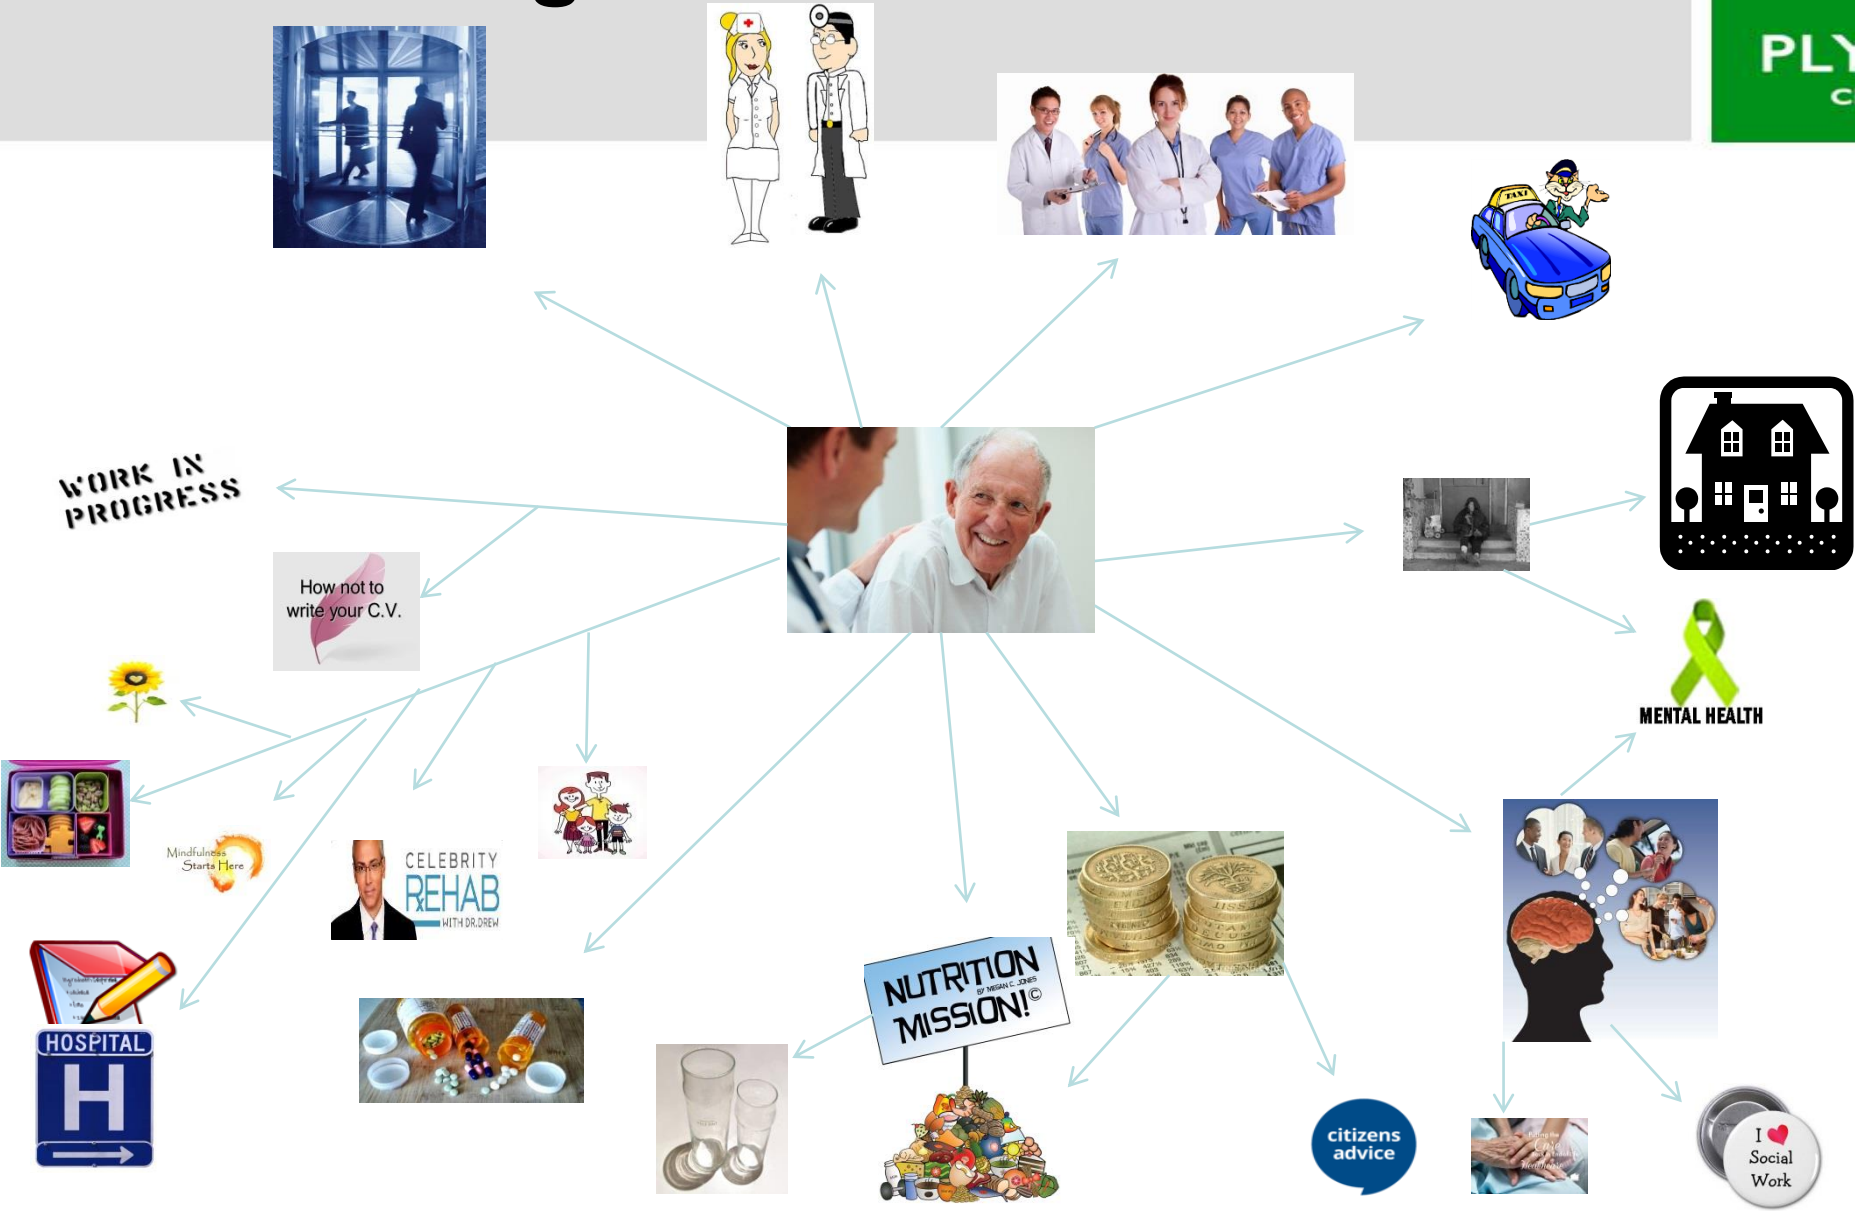 PLY
C
TAXI
WORK IN
PROGRESS
How not to
write your C.V.
MENTAL HEALTH
Mindfulness
Starts Here
CELEBRITY
REHAB
WITH DR.DREW
NUTRITION
BY MEGAN C. JONES
MISSION!©
HOSPITAL
H
citizens
advice
I
Social
Work